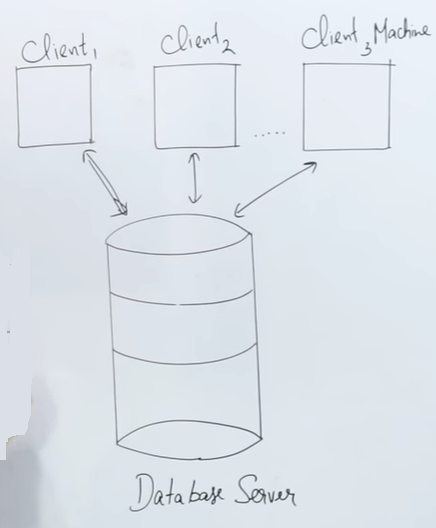 Client1
Client2
Client3 Machine
.....
Database Server